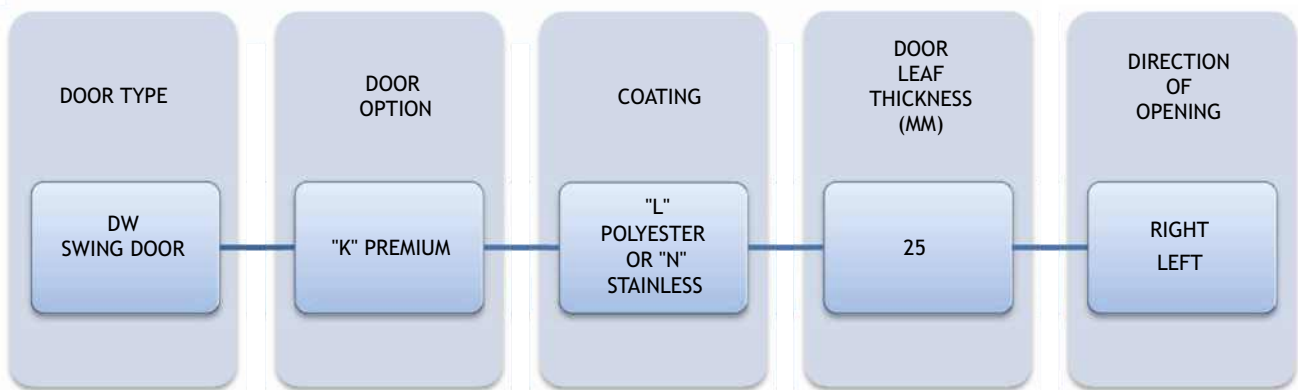 DOOR TYPE
DW
SWING DOOR
DOOR
OPTION
"K" PREMIUM
COATING
"L"
POLYESTER
OR "N"
STAINLESS
DOOR
LEAF
THICKNESS
(MM)
25
DIRECTION
OF
OPENING
RIGHT
LEFT